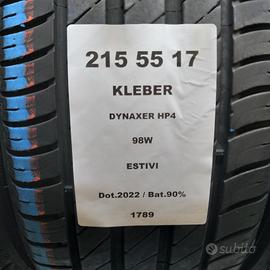 215 55 17
KLEBER
DYNAXER HP4
98W
ESTIVI
Dot.2022 / Bat.90%
1789
subito